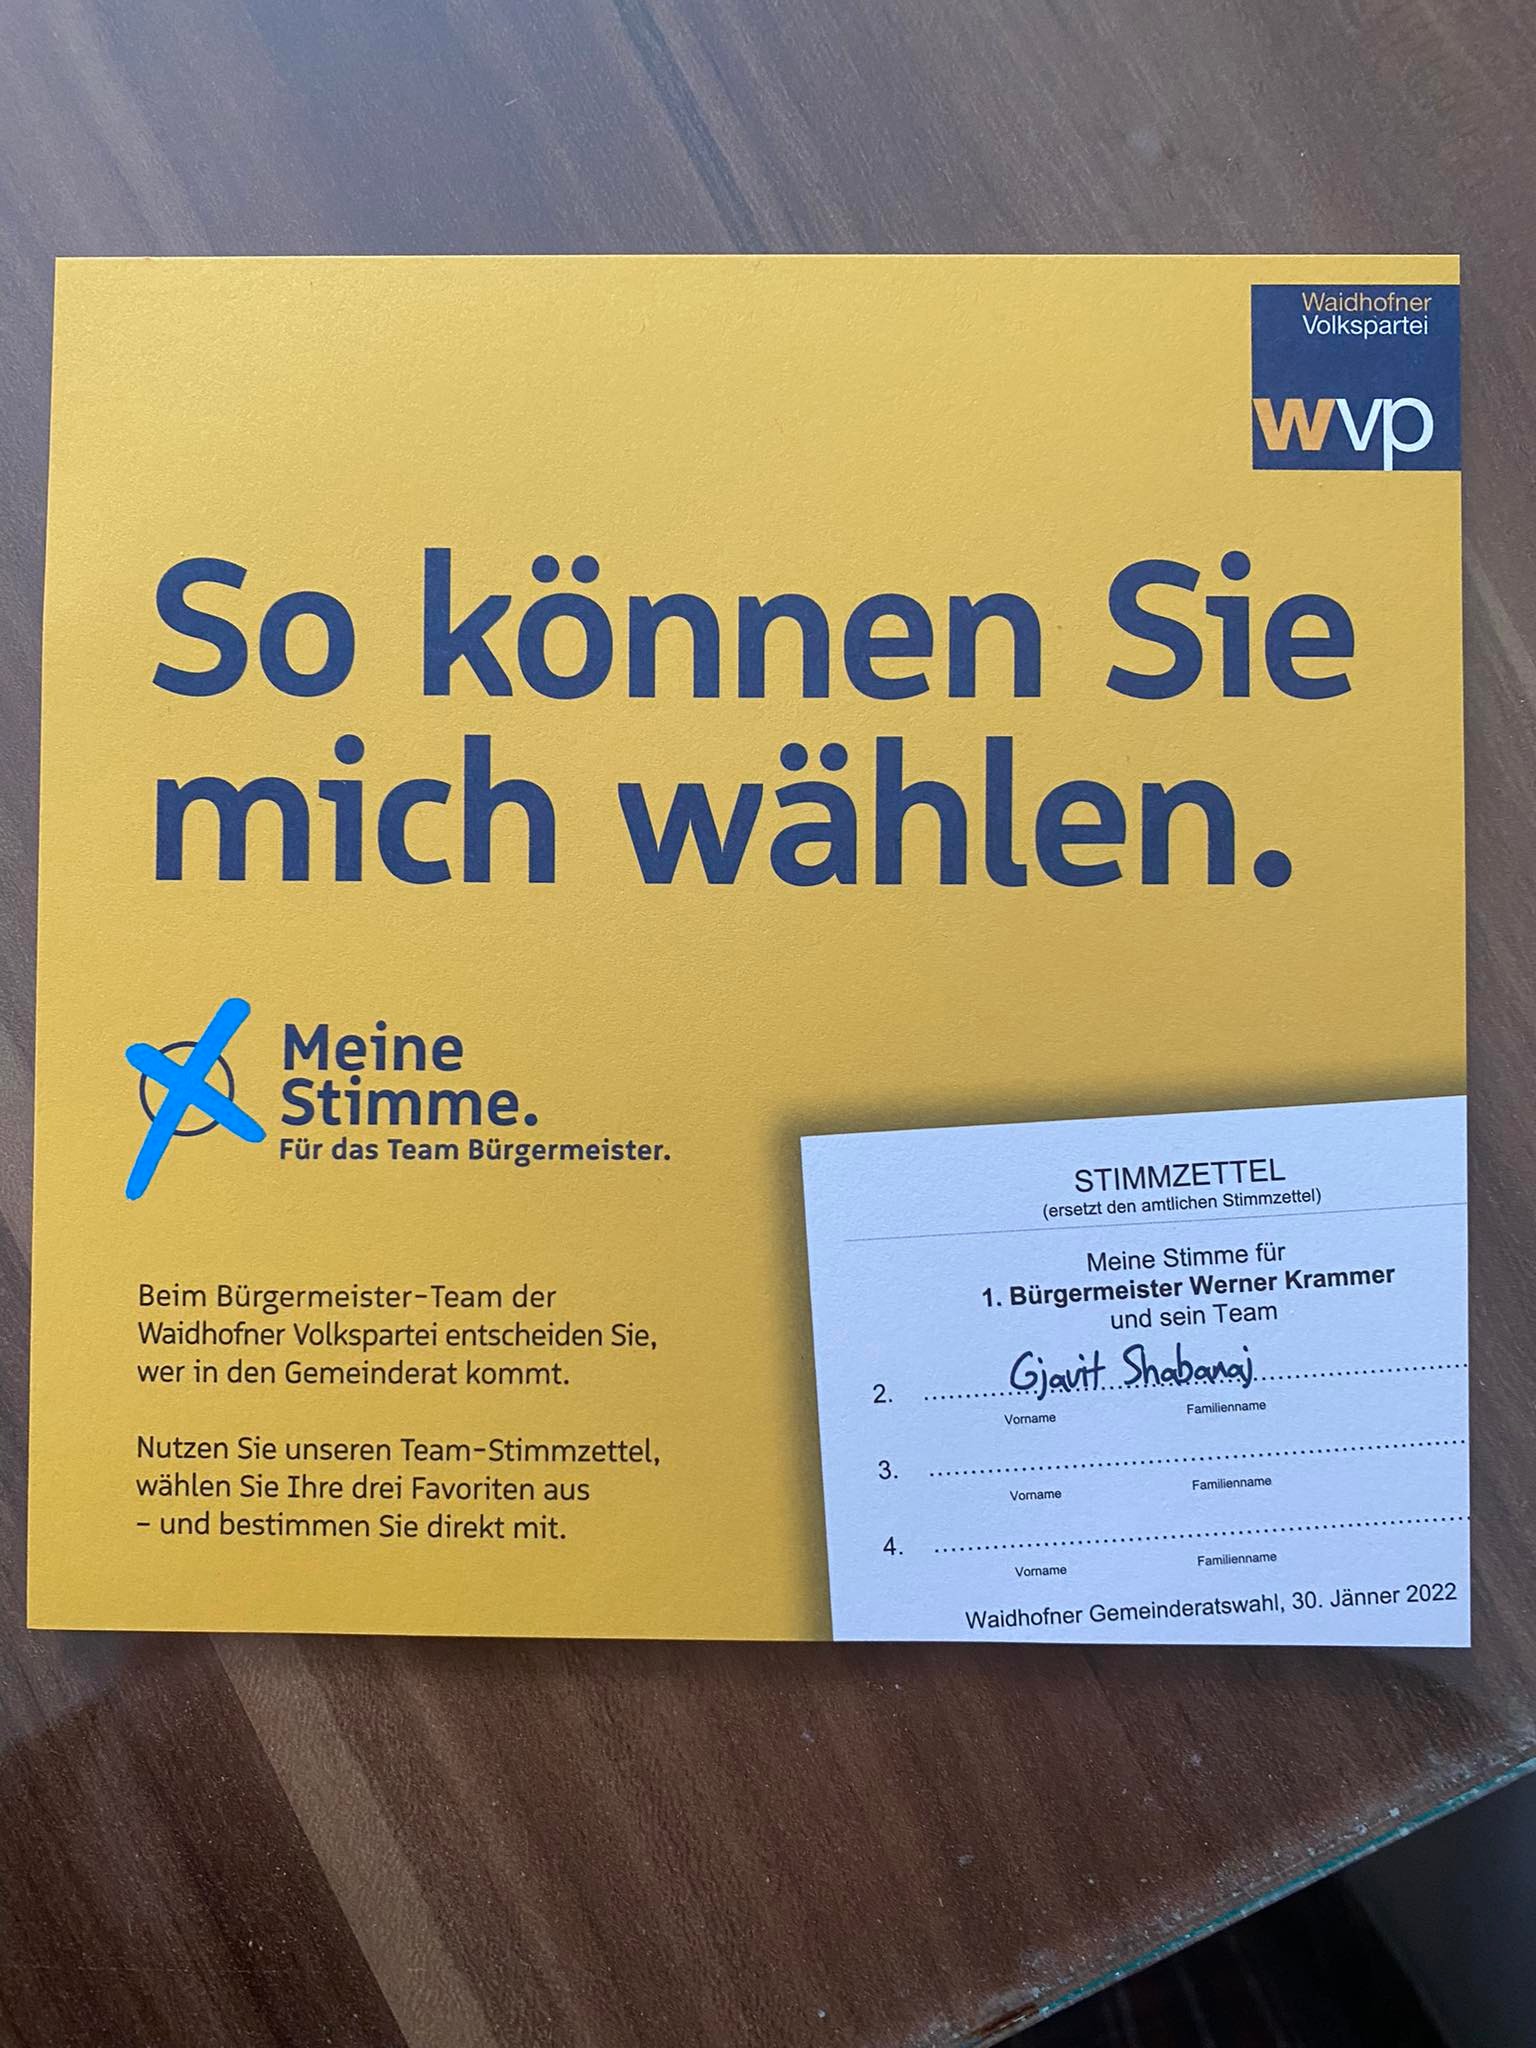 Waidhofner
Volkspartei
wvp
So können Sie
mich wählen.
Meine
Stimme.
Für das Team Bürgermeister.
Beim Bürgermeister-Team der
Waidhofner Volkspartei entscheiden Sie,
wer in den Gemeinderat kommt.
Nutzen Sie unseren Team-Stimmzettel,
wählen Sie Ihre drei Favoriten aus
– und bestimmen Sie direkt mit.
STIMMZETTEL
(ersetzt den amtlichen Stimmzettel)
Meine Stimme für
1. Bürgermeister Werner Krammer
und sein Team
2. Gjavit Shabanaj
Vorname Familienname
3.
Vorname Familienname
4.
Vorname Familienname
Waidhofner Gemeinderatswahl, 30. Jänner 2022